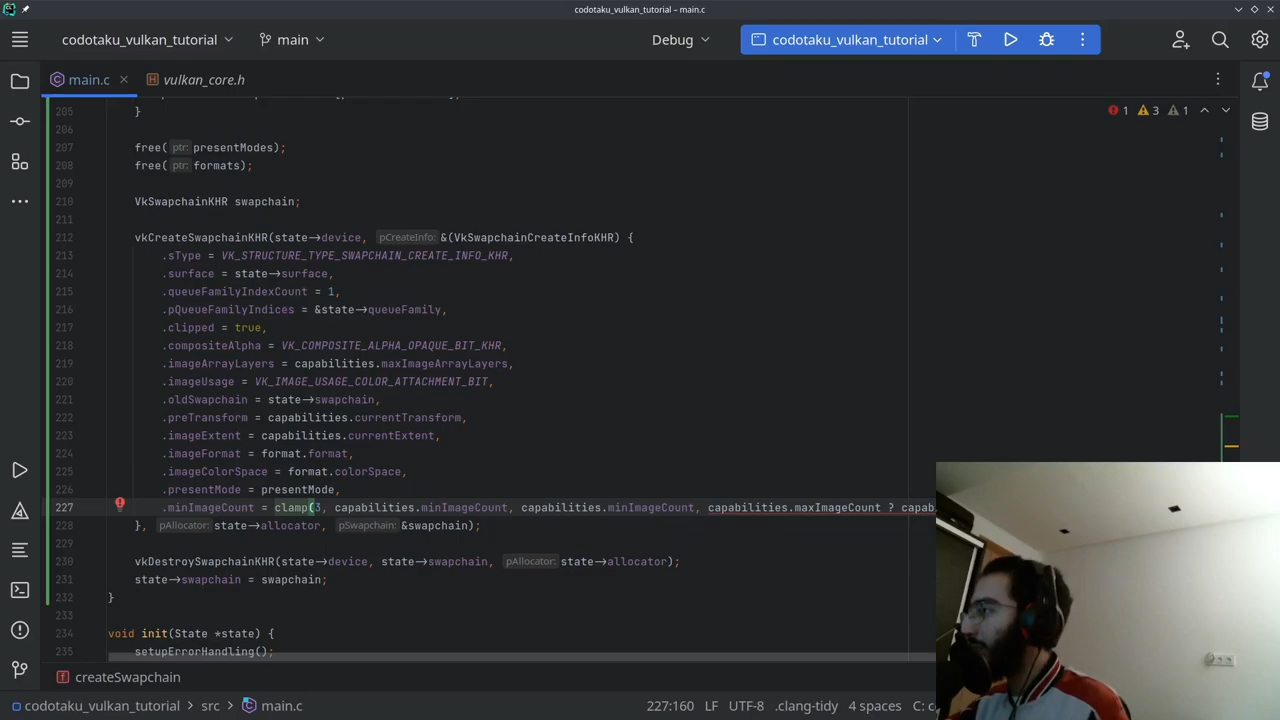 codotaku_vulkan_tutorial – main.c
codotaku_vulkan_tutorial main Debug codotaku_vulkan_tutorial
main.c vulkan_core.h
1 3 1
205 }
206
207 free( ptr: presentModes);
208 free( ptr: formats);
209
210 VkSwapchainKHR swapchain;
211
212 vkCreateSwapchainKHR(state→device, pCreateInfo: &(VkSwapchainCreateInfoKHR) {
213 .sType = VK_STRUCTURE_TYPE_SWAPCHAIN_CREATE_INFO_KHR,
214 .surface = state→surface,
215 .queueFamilyIndexCount = 1,
216 .pQueueFamilyIndices = &state→queueFamily,
217 .clipped = true,
218 .compositeAlpha = VK_COMPOSITE_ALPHA_OPAQUE_BIT_KHR,
219 .imageArrayLayers = capabilities.maxImageArrayLayers,
220 .imageUsage = VK_IMAGE_USAGE_COLOR_ATTACHMENT_BIT,
221 .oldSwapchain = state→swapchain,
222 .preTransform = capabilities.currentTransform,
223 .imageExtent = capabilities.currentExtent,
224 .imageFormat = format.format,
225 .imageColorSpace = format.colorSpace,
226 .presentMode = presentMode,
227 .minImageCount = clamp(3, capabilities.minImageCount, capabilities.minImageCount, capabilities.maxImageCount ? capab
228 }, pAllocator: state→allocator, pSwapchain: &swapchain);
229
230 vkDestroySwapchainKHR(state→device, state→swapchain, pAllocator: state→allocator);
231 state→swapchain = swapchain;
232 }
233
234 void init(State *state) {
235 setupErrorHandling();
createSwapchain
codotaku_vulkan_tutorial src main.c 227:160 LF UTF-8 .clang-tidy 4 spaces C: c